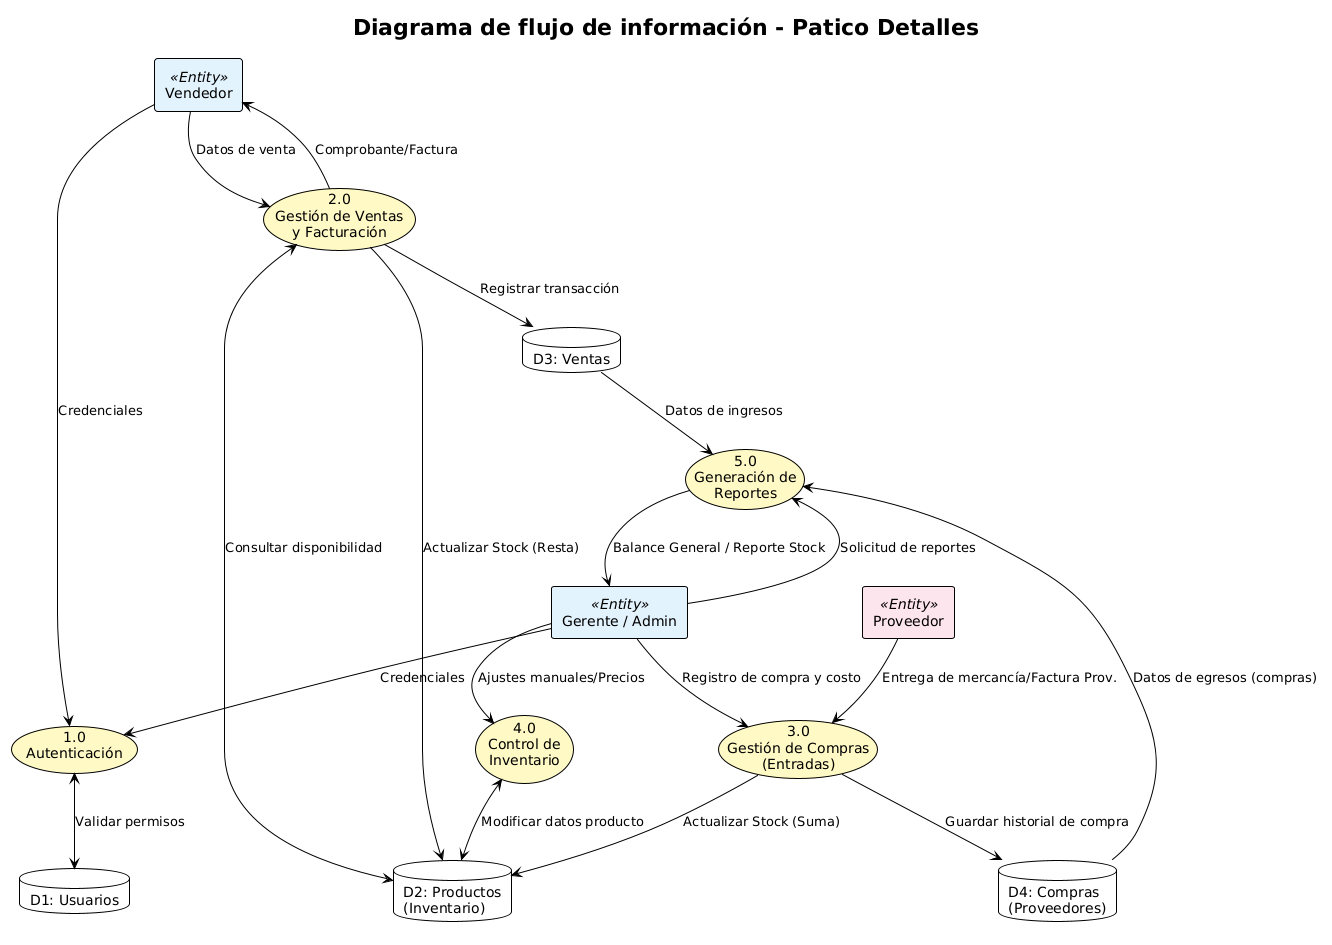 Diagrama de flujo de información - Patico Detalles
«Entity»
Vendedor
Datos de venta
Comprobante/Factura
2.0
Gestión de Ventas
y Facturación
Registrar transacción
D3: Ventas
Credenciales
Datos de ingresos
5.0
Generación de
Reportes
Consultar disponibilidad
Actualizar Stock (Resta)
Balance General / Reporte Stock
Solicitud de reportes
«Entity»
Gerente / Admin
«Entity»
Proveedor
Credenciales
Ajustes manuales/Precios
Registro de compra y costo
Entrega de mercancía/Factura Prov.
Datos de egresos (compras)
1.0
Autenticación
4.0
Control de
Inventario
3.0
Gestión de Compras
(Entradas)
Validar permisos
Modificar datos producto
Actualizar Stock (Suma)
Guardar historial de compra
D1: Usuarios
D2: Productos
(Inventario)
D4: Compras
(Proveedores)